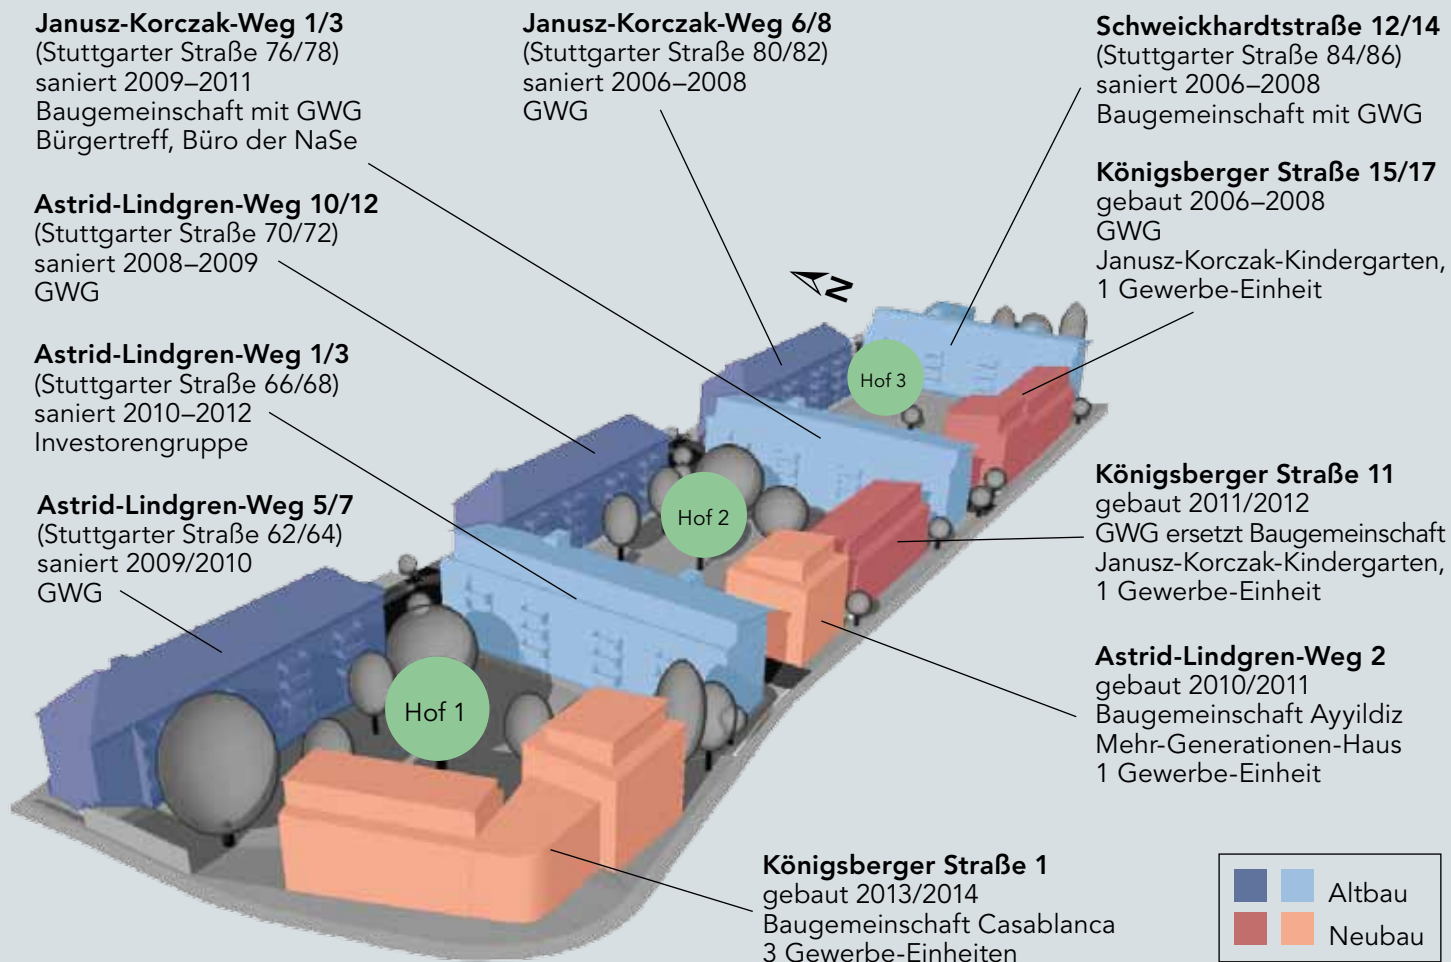 Janusz-Korczak-Weg 1/3
(Stuttgarter Straße 76/78)
saniert 2009–2011
Baugemeinschaft mit GWG
Bürgertreff, Büro der NaSe
Janusz-Korczak-Weg 6/8
(Stuttgarter Straße 80/82)
saniert 2006–2008
GWG
Schweickhardtstraße 12/14
(Stuttgarter Straße 84/86)
saniert 2006–2008
Baugemeinschaft mit GWG
Königsberger Straße 15/17
gebaut 2006–2008
GWG
Janusz-Korczak-Kindergarten,
1 Gewerbe-Einheit
Astrid-Lindgren-Weg 10/12
(Stuttgarter Straße 70/72)
saniert 2008–2009
GWG
Astrid-Lindgren-Weg 1/3
(Stuttgarter Straße 66/68)
saniert 2010–2012
Investorengruppe
Astrid-Lindgren-Weg 5/7
(Stuttgarter Straße 62/64)
saniert 2009/2010
GWG
N
Hof 3
Hof 2
Hof 1
Königsberger Straße 11
gebaut 2011/2012
GWG ersetzt Baugemeinschaft
Janusz-Korczak-Kindergarten,
1 Gewerbe-Einheit
Astrid-Lindgren-Weg 2
gebaut 2010/2011
Baugemeinschaft Ayyildiz
Mehr-Generationen-Haus
1 Gewerbe-Einheit
Königsberger Straße 1
gebaut 2013/2014
Baugemeinschaft Casablanca
3 Gewerbe-Einheiten
Altbau
Neubau